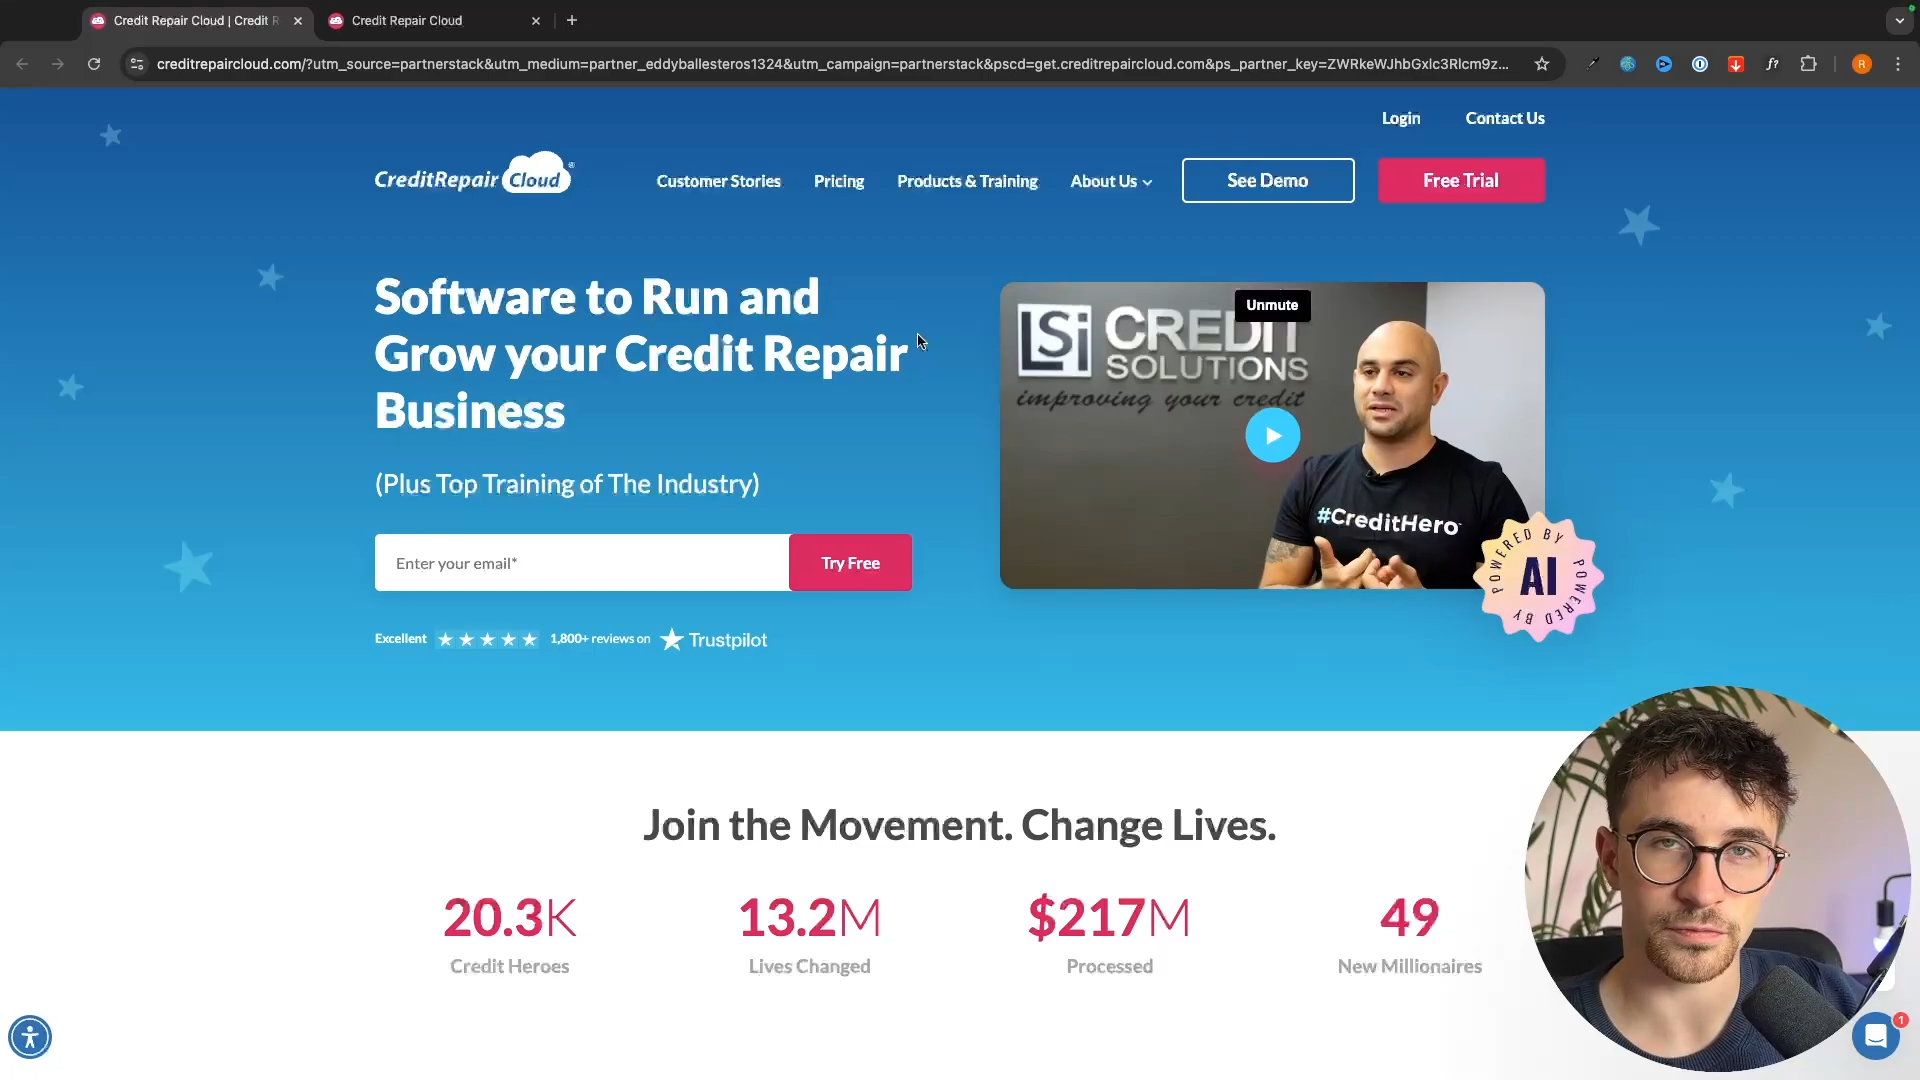 Credit Repair Cloud | Credit R
Credit Repair Cloud
creditrepaircloud.com/?utm_source=partnerstack&utm_medium=partner_eddyballesteros1324&utm_campaign=partnerstack&pscd=get.creditrepaircloud.com&ps_partner_key=ZWRkeWJhbGxlc3Rlcm9z...
f?
R
Login
Contact Us
CreditRepair Cloud®
Customer Stories
Pricing
Products & Training
About Us
See Demo
Free Trial
Software to Run and
Grow your Credit Repair
Business
(Plus Top Training of The Industry)
Enter your email*
Try Free
Excellent
1,800+ reviews on
Trustpilot
Unmute
LSi CREDIT
SOLUTIONS
improving your credit
#CreditHero
POWERED BY
AI
POWERED BY
Join the Movement. Change Lives.
20.3K
Credit Heroes
13.2M
Lives Changed
$217M
Processed
49
New Millionaires
1